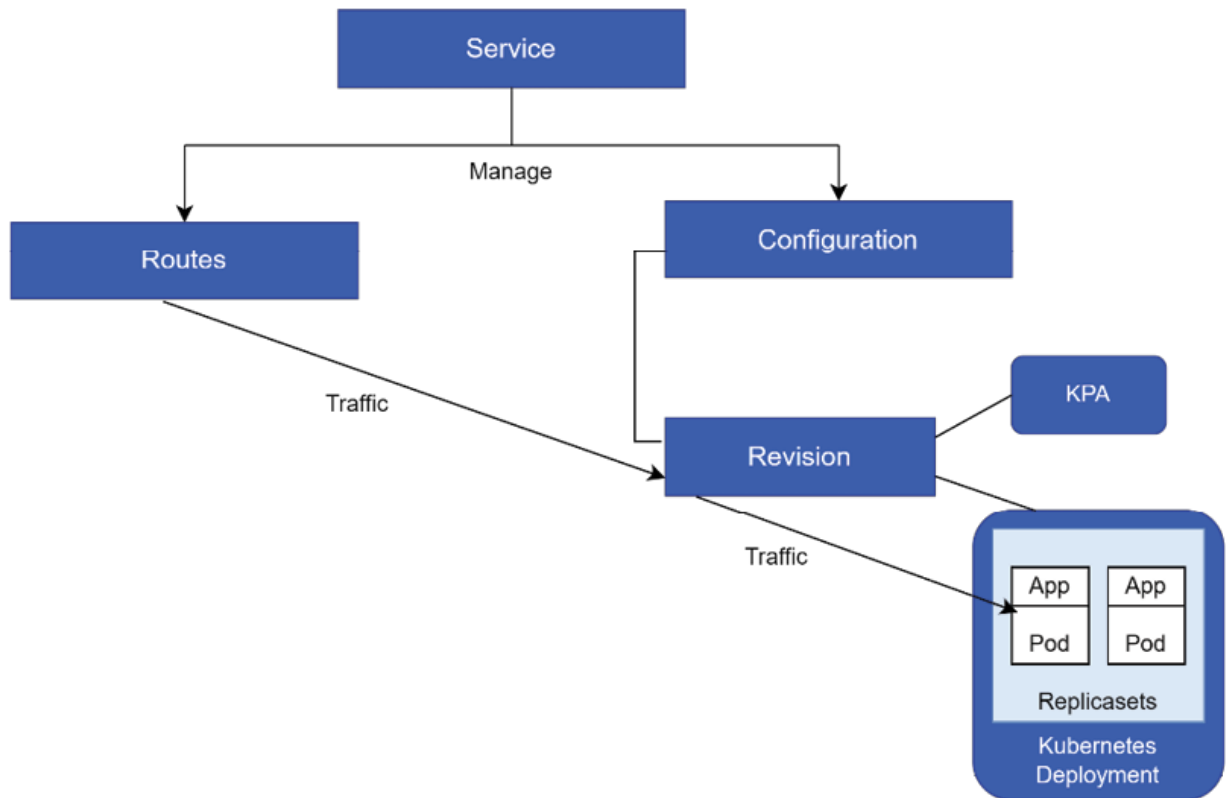 Service
Manage
Routes
Configuration
Traffic
KPA
Revision
Traffic
App
App
Pod
Pod
Replicasets
Kubernetes
Deployment